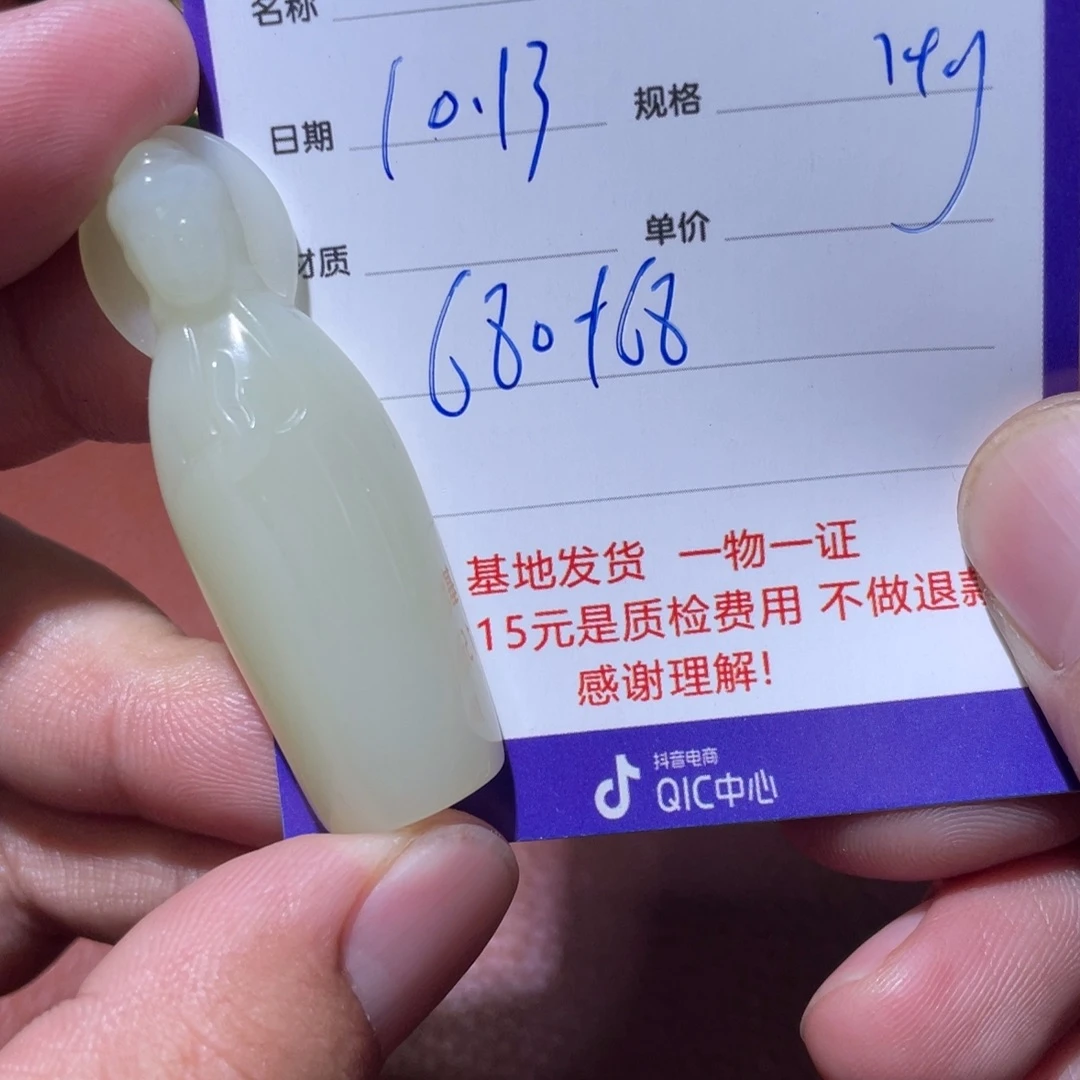 名称
日期 10.13 规格 14g
材质 单价
680+68
基地发货 一物一证
15元是质检费用 不做退款
感谢理解!
抖音电商
QIC中心